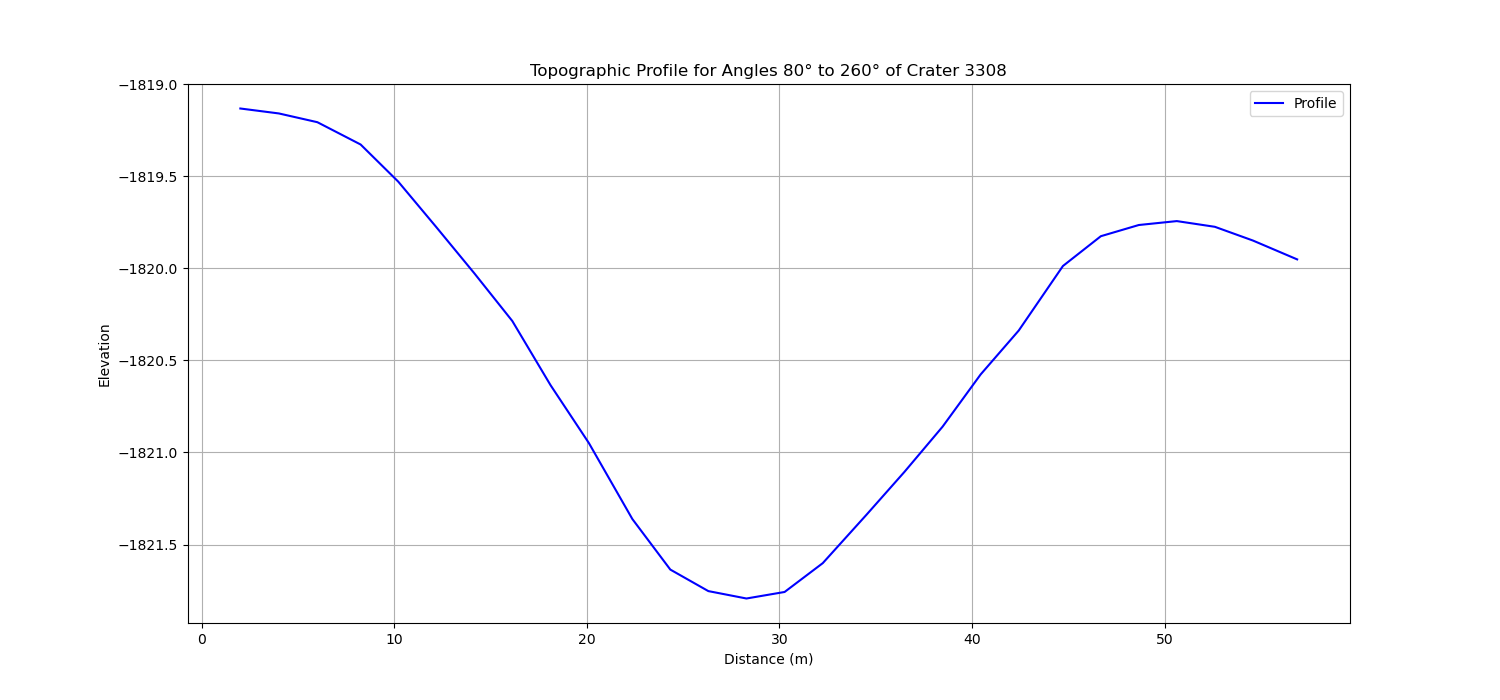 Topographic Profile for Angles 80° to 260° of Crater 3308
Profile
−1819.0
−1819.5
−1820.0
−1820.5
−1821.0
−1821.5
Elevation
0 10 20 30 40 50
Distance (m)